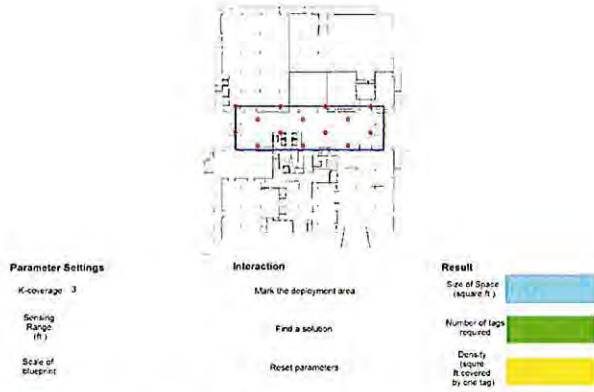 Parameter Settings
K-coverage 3
Sensing
Range
(ft.)
Scale of
blueprint
Interaction
Mark the deployment area
Find a solution
Reset parameters
Result
Size of Space
(square ft.)
Number of tags
required
Density
(squre
ft.covered
by one tag)